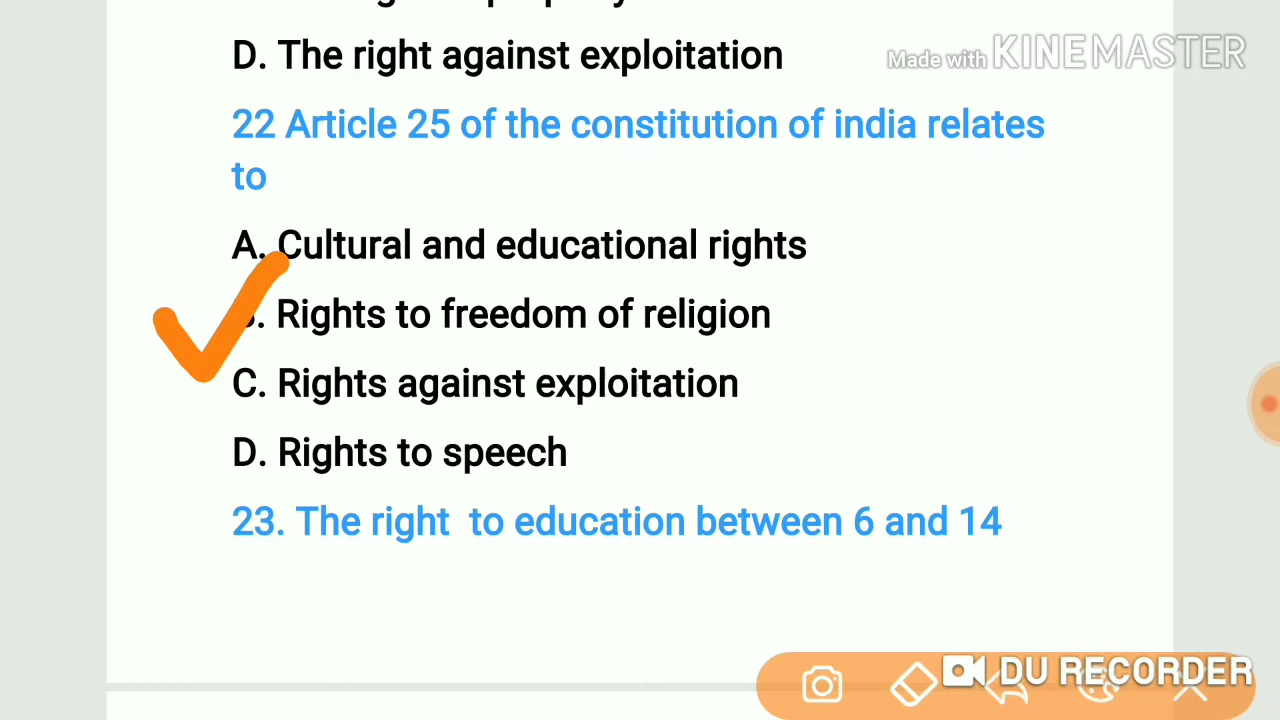 D. The right against exploitation
Made with KINEMASTER
22 Article 25 of the constitution of india relates
to
A. Cultural and educational rights
. Rights to freedom of religion
C. Rights against exploitation
D. Rights to speech
23. The right to education between 6 and 14
DU RECORDER